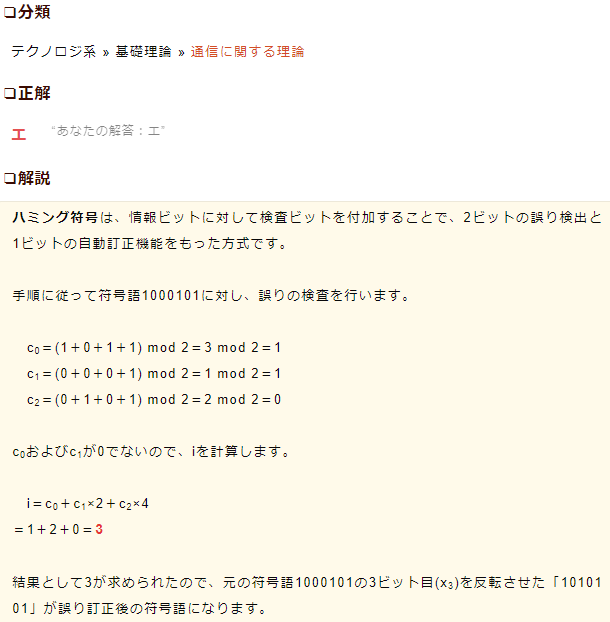 ❏分類
テクノロジ系 » 基礎理論 » 通信に関する理論
❏正解
エ “あなたの解答：エ”
❏解説
ハミング符号は、情報ビットに対して検査ビットを付加することで、2ビットの誤り検出と
1ビットの自動訂正機能をもった方式です。
手順に従って符号語1000101に対し、誤りの検査を行います。
c₀＝(1＋0＋1＋1) mod 2＝3 mod 2＝1
c₁＝(0＋0＋0＋1) mod 2＝1 mod 2＝1
c₂＝(0＋1＋0＋1) mod 2＝2 mod 2＝0
c₀およびc₁が0でないので、iを計算します。
i＝c₀＋c₁×2＋c₂×4
＝1＋2＋0＝3
結果として3が求められたので、元の符号語1000101の3ビット目(x₃)を反転させた「10101
01」が誤り訂正後の符号語になります。